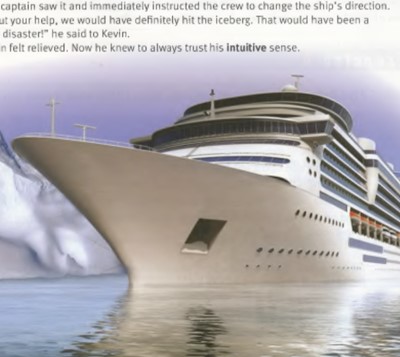 captain saw it and immediately instructed the crew to change the ship's direction.
ut your help, we would have definitely hit the iceberg. That would have been a
disaster!" he said to Kevin.
n felt relieved. Now he knew to always trust his intuitive sense.